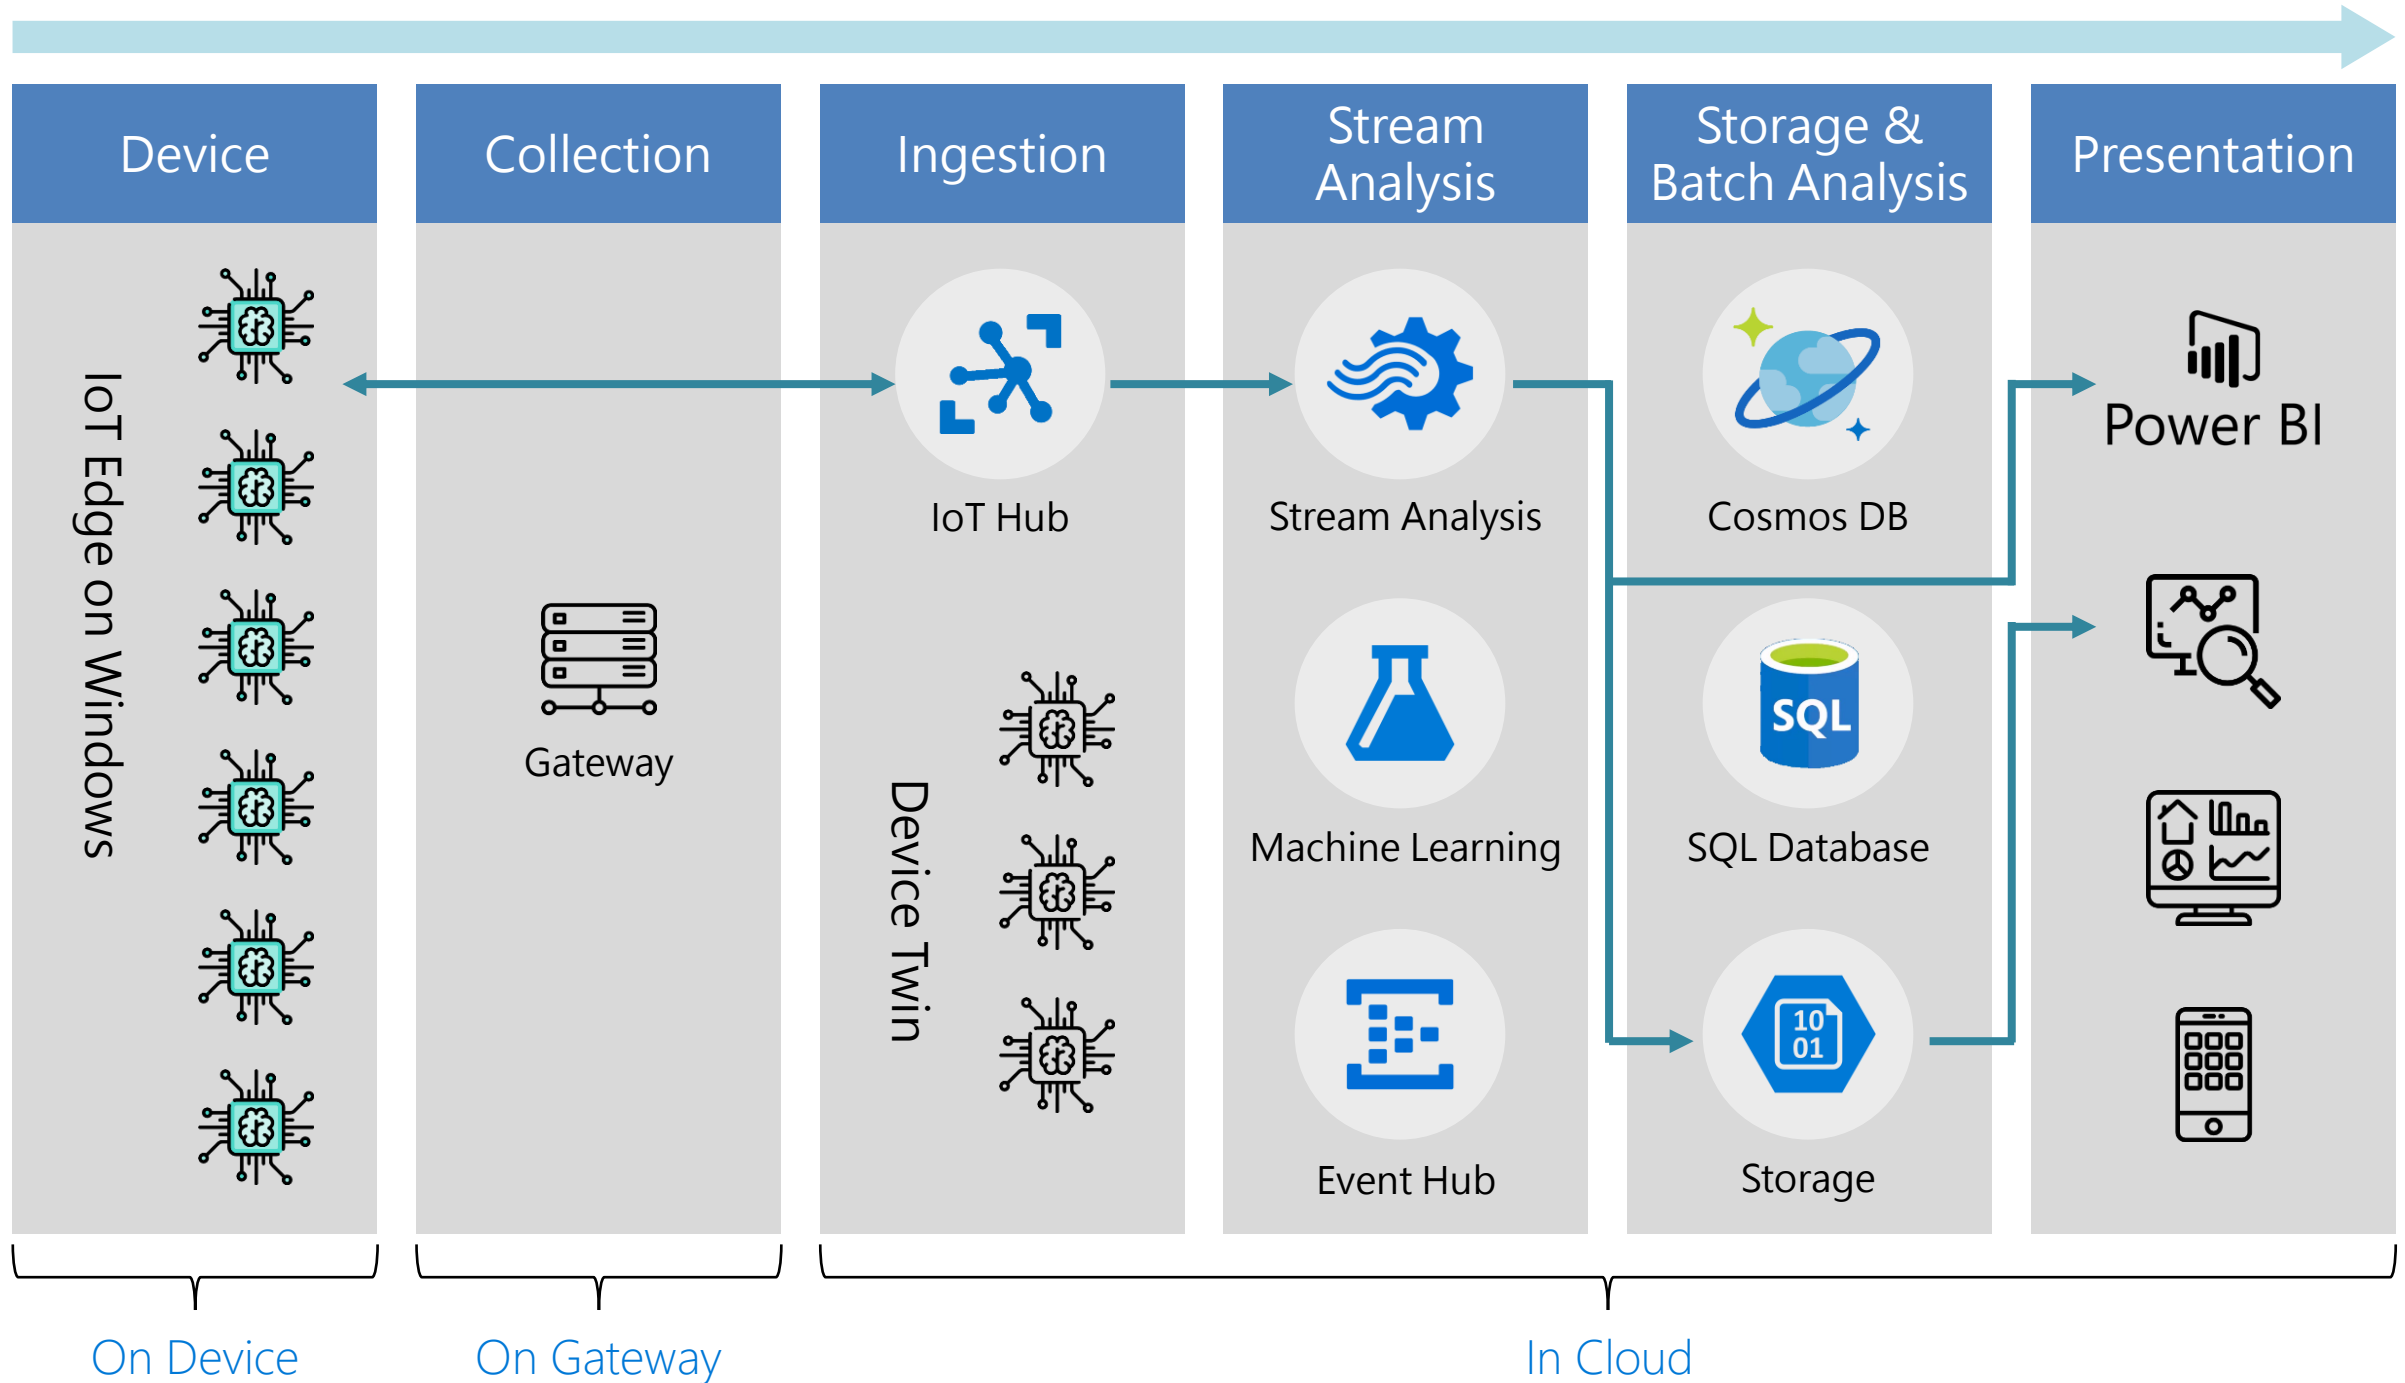 Device
Collection
Ingestion
Stream
Analysis
Storage &
Batch Analysis
Presentation
IoT Edge on Windows
Gateway
IoT Hub
Device Twin
Stream Analysis
Machine Learning
Event Hub
Cosmos DB
SQL
SQL Database
10
01
Storage
Power BI
On Device
On Gateway
In Cloud